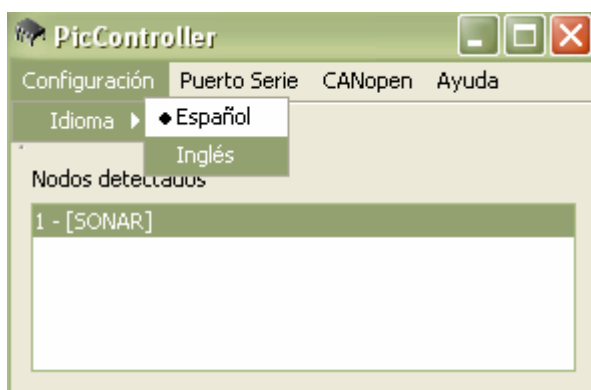 PicController
Configuración Puerto Serie CANopen Ayuda
Idioma Español
Inglés
Nodos detectados
1 - [SONAR]